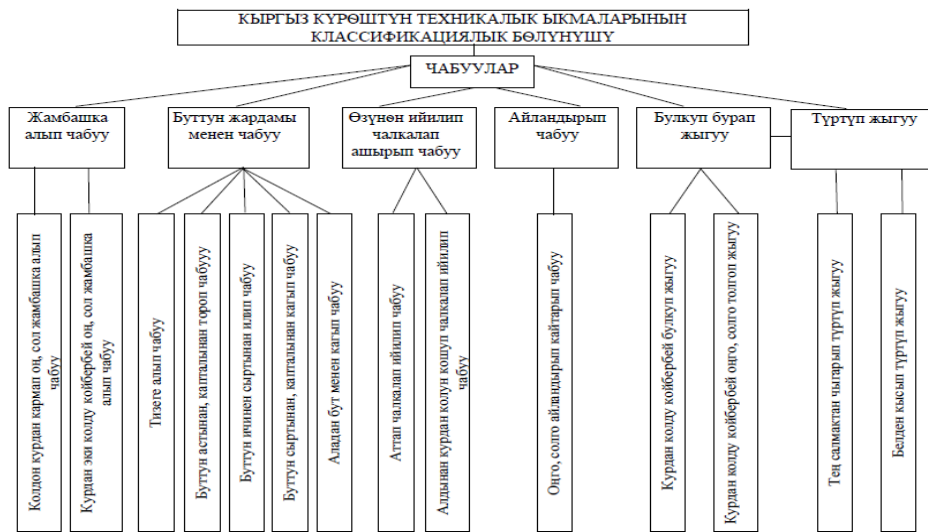 КЫРГЫЗ КҮРӨШТҮН ТЕХНИКАЛЫК ЫКМАЛАРЫНЫН
КЛАССИФИКАЦИЯЛЫК БӨЛҮНҮШҮ
ЧАБУУЛАР
Жамбашка
алып чабуу
Буттун жардамы
менен чабуу
Өзүнөн ийилип
чалкалап
ашырып чабуу
Айландырып
чабуу
Булкуп бурап
жыгуу
Түртүп жыгуу
Колдон курдан кармап оң, сол жамбашка алып
чабуу
Курдан эки колду койбербей оң, сол жамбашка
алып чабуу
Тизеге алып чабуу
Буттун астынан, капталынан тороп чабууу
Буттун ичинен сыртынан илип чабуу
Буттун сыртынан, капталынан кагып чабуу
Аладан бут менен кагып чабуу
Аттап чалкалап ийилип чабуу
Алдынан курдан колун кошуп чалкалап ийилип
чабуу
Оңго, солго айландырып кайтарып чабуу
Курдан колду койбербей булкуп жыгуу
Курдан колду койбербей оңго, солго толгоп жыгуу
Тең салмактан чыгарып түртүп жыгуу
Белден кысып түртүп жыгуу